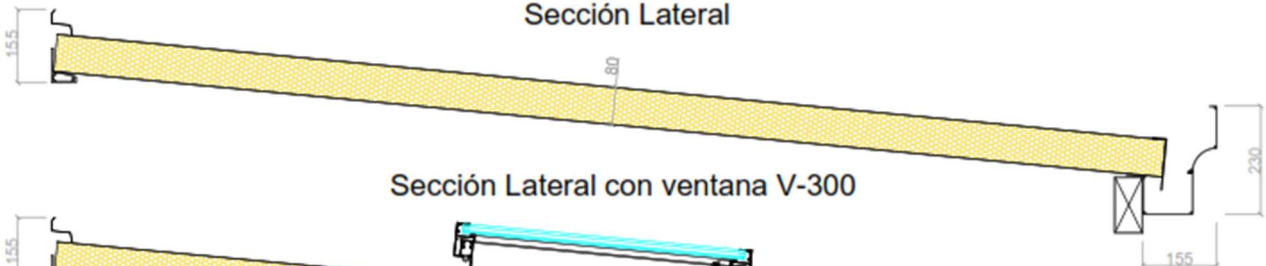 Sección Lateral
155
80
230
Sección Lateral con ventana V-300
155
155